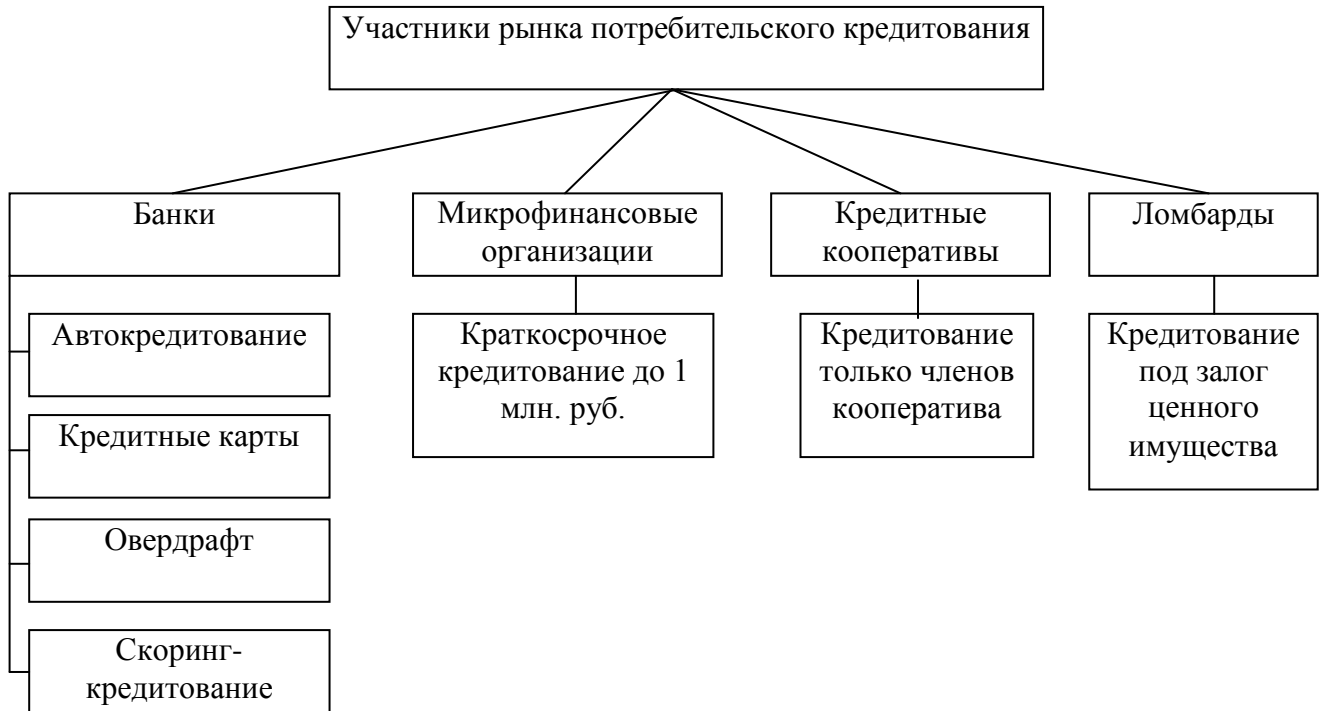 Участники рынка потребительского кредитования
Банки
Автокредитование
Кредитные карты
Овердрафт
Скоринг-
кредитование
Микрофинансовые
организации
Краткосрочное
кредитование до 1
млн. руб.
Кредитные
кооперативы
Кредитование
только членов
кооператива
Ломбарды
Кредитование
под залог
ценного
имущества